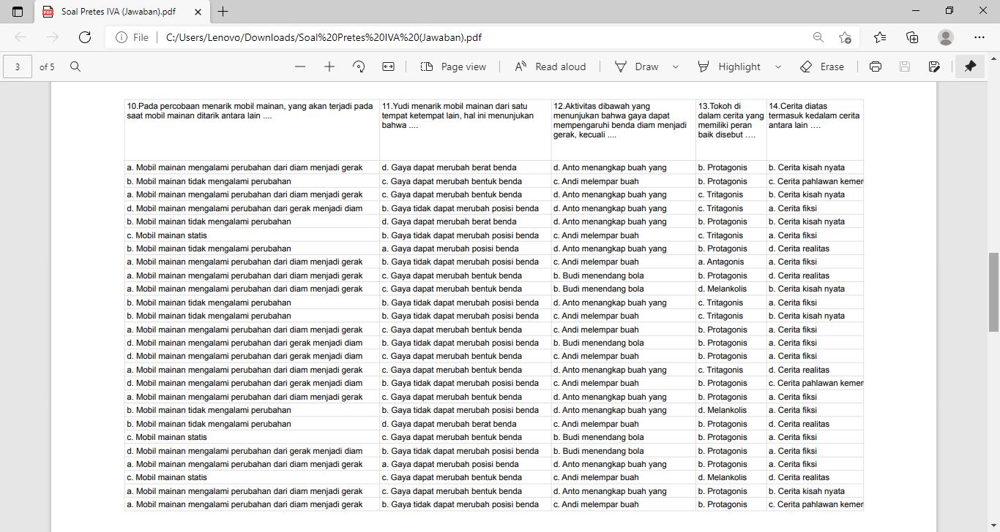 Soal Pretes IVA (Jawaban).pdf
File C:/Users/Lenovo/Downloads/Soal%20Pretes%20IVA%20(Jawaban).pdf
3 of 5 Page view Read aloud Draw Highlight Erase
10.Pada percobaan menarik mobil mainan, yang akan terjadi pada saat mobil mainan ditarik antara lain .... 11.Yudi menarik mobil mainan dari satu tempat ketempat lain, hal ini menunjukan bahwa .... 12.Aktivitas dibawah yang menunjukan bahwa gaya dapat mempengaruhi benda diam menjadi gerak, kecuali .... 13.Tokoh di dalam cerita yang memiliki peran baik disebut …. 14.Cerita diatas termasuk kedalam cerita antara lain ….
a. Mobil mainan mengalami perubahan dari diam menjadi gerak d. Gaya dapat merubah berat benda d. Anto menangkap buah yang b. Protagonis b. Cerita kisah nyata
b. Mobil mainan tidak mengalami perubahan c. Gaya dapat merubah bentuk benda c. Andi melempar buah b. Protagonis c. Cerita pahlawan kemer
a. Mobil mainan mengalami perubahan dari diam menjadi gerak c. Gaya dapat merubah bentuk benda d. Anto menangkap buah yang c. Tritagonis b. Cerita kisah nyata
d. Mobil mainan mengalami perubahan dari gerak menjadi diam b. Gaya tidak dapat merubah posisi benda d. Anto menangkap buah yang c. Tritagonis a. Cerita fiksi
b. Mobil mainan tidak mengalami perubahan d. Gaya dapat merubah berat benda d. Anto menangkap buah yang b. Protagonis b. Cerita kisah nyata
c. Mobil mainan statis b. Gaya tidak dapat merubah posisi benda c. Andi melempar buah c. Tritagonis a. Cerita fiksi
b. Mobil mainan tidak mengalami perubahan a. Gaya dapat merubah posisi benda d. Anto menangkap buah yang b. Protagonis d. Cerita realitas
a. Mobil mainan mengalami perubahan dari diam menjadi gerak b. Gaya tidak dapat merubah posisi benda c. Andi melempar buah a. Antagonis a. Cerita fiksi
a. Mobil mainan mengalami perubahan dari diam menjadi gerak c. Gaya dapat merubah bentuk benda b. Budi menendang bola b. Protagonis d. Cerita realitas
a. Mobil mainan mengalami perubahan dari diam menjadi gerak c. Gaya dapat merubah bentuk benda b. Budi menendang bola d. Melankolis b. Cerita kisah nyata
b. Mobil mainan tidak mengalami perubahan b. Gaya tidak dapat merubah posisi benda d. Anto menangkap buah yang c. Tritagonis a. Cerita fiksi
b. Mobil mainan tidak mengalami perubahan b. Gaya tidak dapat merubah posisi benda c. Andi melempar buah c. Tritagonis b. Cerita kisah nyata
a. Mobil mainan mengalami perubahan dari diam menjadi gerak c. Gaya dapat merubah bentuk benda c. Andi melempar buah b. Protagonis a. Cerita fiksi
d. Mobil mainan mengalami perubahan dari gerak menjadi diam b. Gaya tidak dapat merubah posisi benda b. Budi menendang bola b. Protagonis a. Cerita fiksi
d. Mobil mainan mengalami perubahan dari gerak menjadi diam c. Gaya dapat merubah bentuk benda c. Andi melempar buah b. Protagonis a. Cerita fiksi
a. Mobil mainan mengalami perubahan dari diam menjadi gerak c. Gaya dapat merubah bentuk benda d. Anto menangkap buah yang c. Tritagonis d. Cerita realitas
d. Mobil mainan mengalami perubahan dari gerak menjadi diam b. Gaya tidak dapat merubah posisi benda c. Andi melempar buah b. Protagonis c. Cerita pahlawan kemer
a. Mobil mainan mengalami perubahan dari diam menjadi gerak c. Gaya dapat merubah bentuk benda d. Anto menangkap buah yang b. Protagonis a. Cerita fiksi
b. Mobil mainan tidak mengalami perubahan b. Gaya tidak dapat merubah posisi benda d. Anto menangkap buah yang d. Melankolis a. Cerita fiksi
b. Mobil mainan tidak mengalami perubahan d. Gaya dapat merubah berat benda c. Andi melempar buah b. Protagonis d. Cerita realitas
c. Mobil mainan statis c. Gaya dapat merubah bentuk benda b. Budi menendang bola b. Protagonis a. Cerita fiksi
d. Mobil mainan mengalami perubahan dari gerak menjadi diam b. Gaya tidak dapat merubah posisi benda b. Budi menendang bola b. Protagonis a. Cerita fiksi
a. Mobil mainan mengalami perubahan dari diam menjadi gerak a. Gaya dapat merubah posisi benda d. Anto menangkap buah yang b. Protagonis a. Cerita fiksi
c. Mobil mainan statis c. Gaya dapat merubah bentuk benda c. Andi melempar buah d. Melankolis d. Cerita realitas
a. Mobil mainan mengalami perubahan dari diam menjadi gerak c. Gaya dapat merubah bentuk benda d. Anto menangkap buah yang b. Protagonis b. Cerita kisah nyata
a. Mobil mainan mengalami perubahan dari diam menjadi gerak b. Gaya tidak dapat merubah posisi benda c. Andi melempar buah b. Protagonis c. Cerita pahlawan kemer